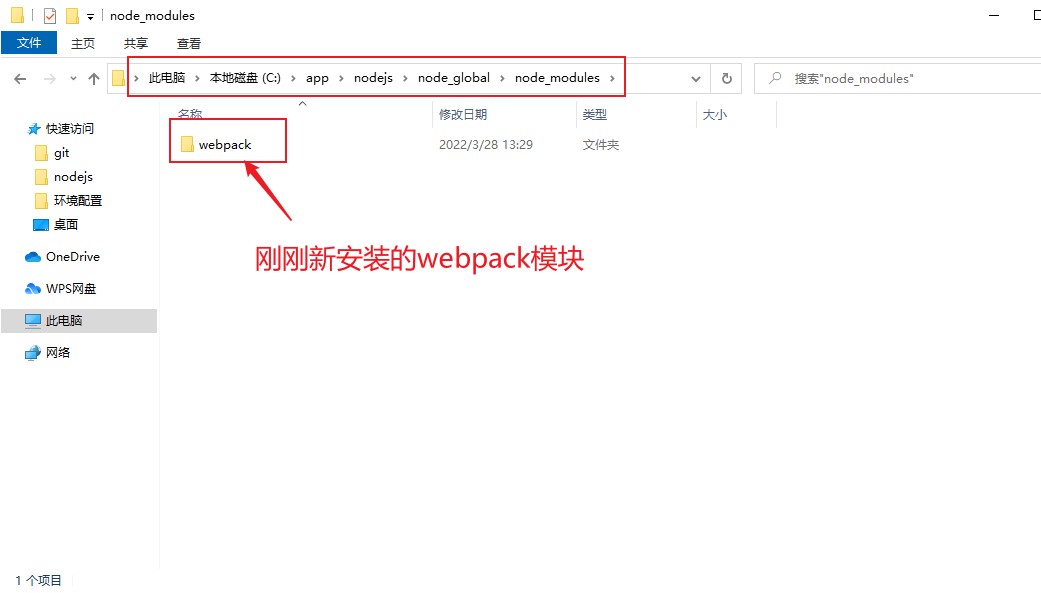 node_modules
文件 主页 共享 查看
此电脑 本地磁盘 (C:) app nodejs node_global node_modules 搜索"node_modules"
名称 修改日期 类型 大小
webpack 2022/3/28 13:29 文件夹
快速访问
git
nodejs
环境配置
桌面
OneDrive
WPS网盘
此电脑
网络
刚刚新安装的webpack模块
1 个项目